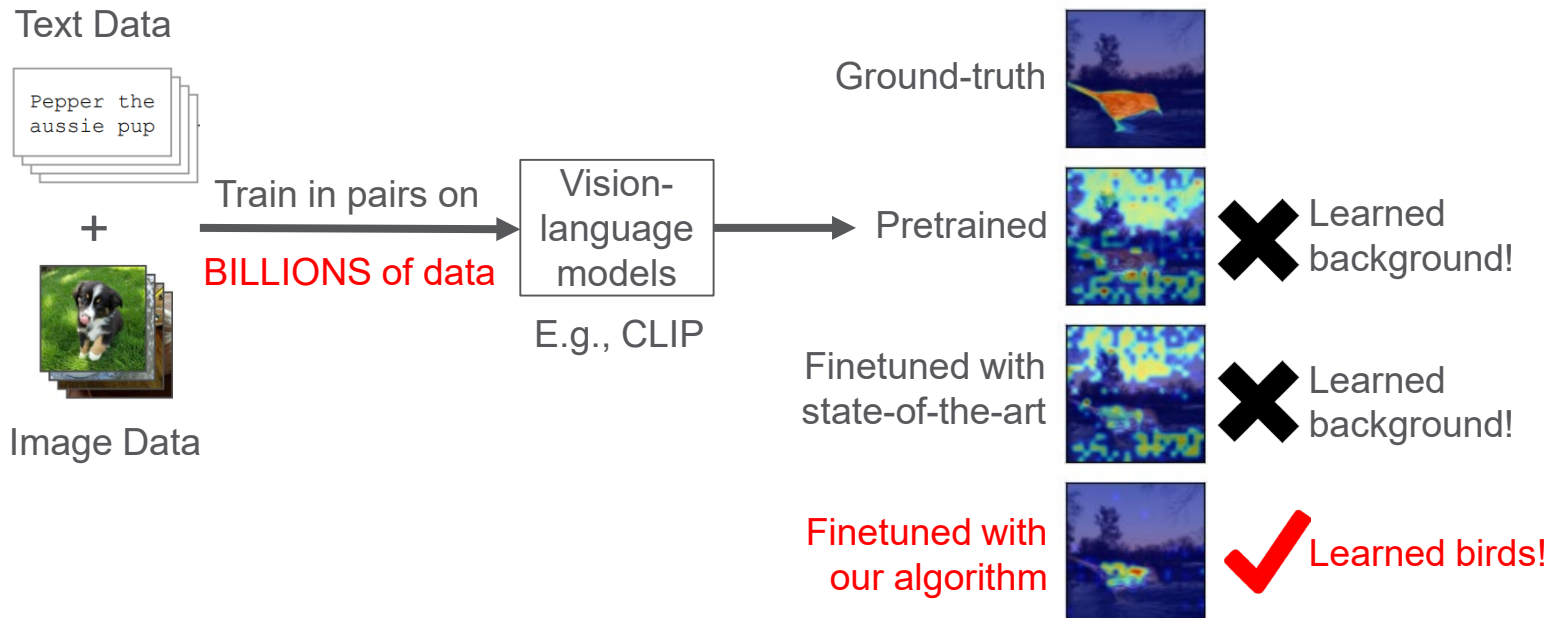 Text Data
Pepper the
aussie pup
+
Image Data
Train in pairs on
BILLIONS of data
Vision-
language
models
E.g., CLIP
Ground-truth
Pretrained
Learned
background!
Finetuned with
state-of-the-art
Learned
background!
Finetuned with
our algorithm
Learned birds!